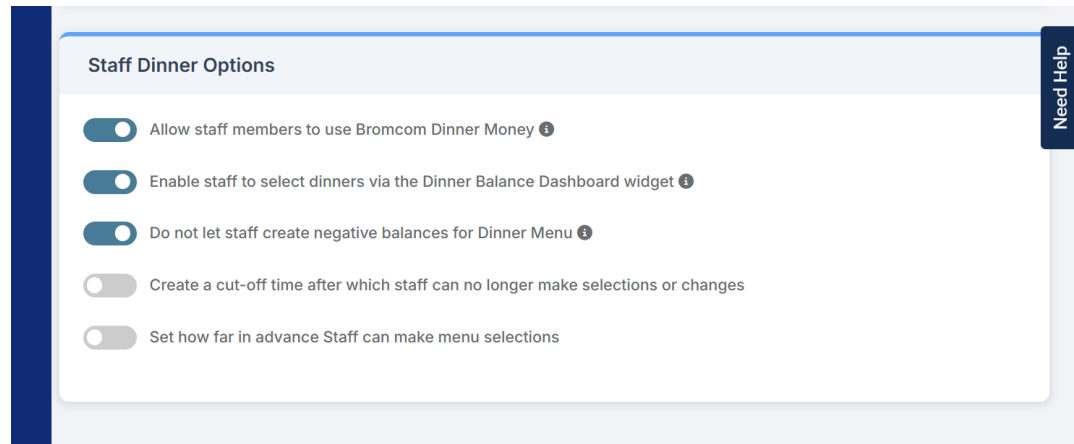 Staff Dinner Options
Need Help
Allow staff members to use Bromcom Dinner Money
Enable staff to select dinners via the Dinner Balance Dashboard widget
Do not let staff create negative balances for Dinner Menu
Create a cut-off time after which staff can no longer make selections or changes
Set how far in advance Staff can make menu selections